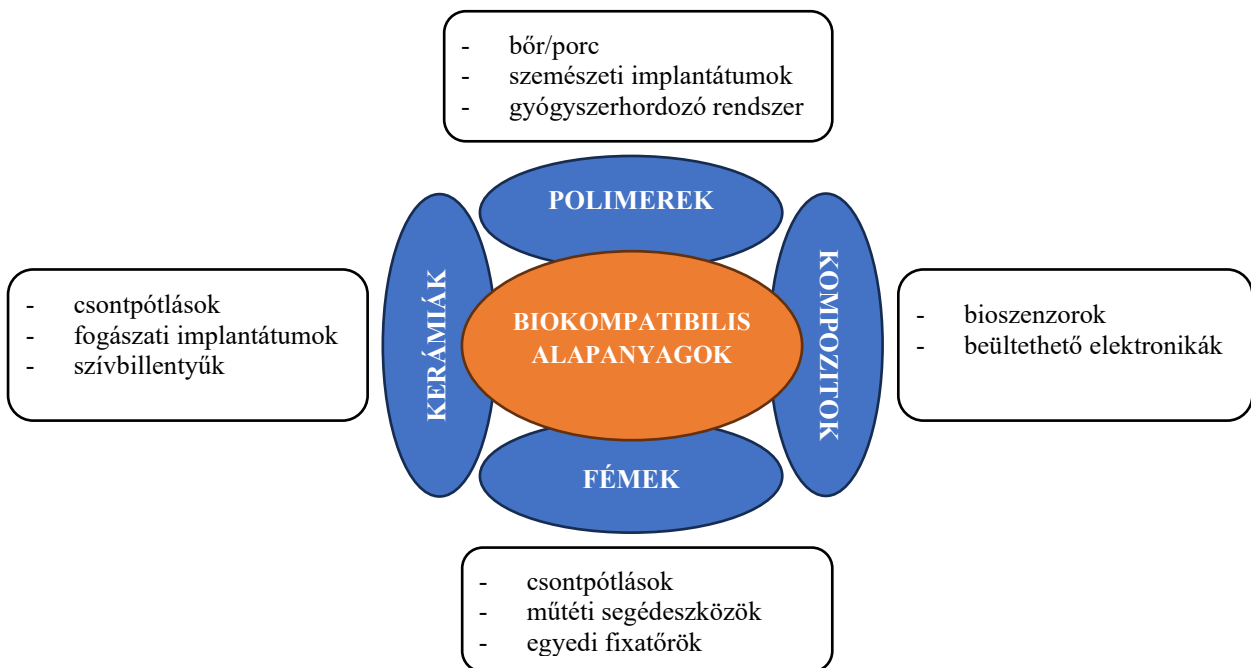 - bőr/porc
- szemészeti implantátumok
- gyógyszerhordozó rendszer
POLIMEREK
KERÁMIÁK
- csontpótlások
- fogászati implantátumok
- szívbillentyűk
BIOKOMPATIBILIS
ALAPANYAGOK
KOMPOZITOK
- bioszenzorok
- beültethető elektronikák
FÉMEK
- csontpótlások
- műtéti segédeszközök
- egyedi fixatőrök